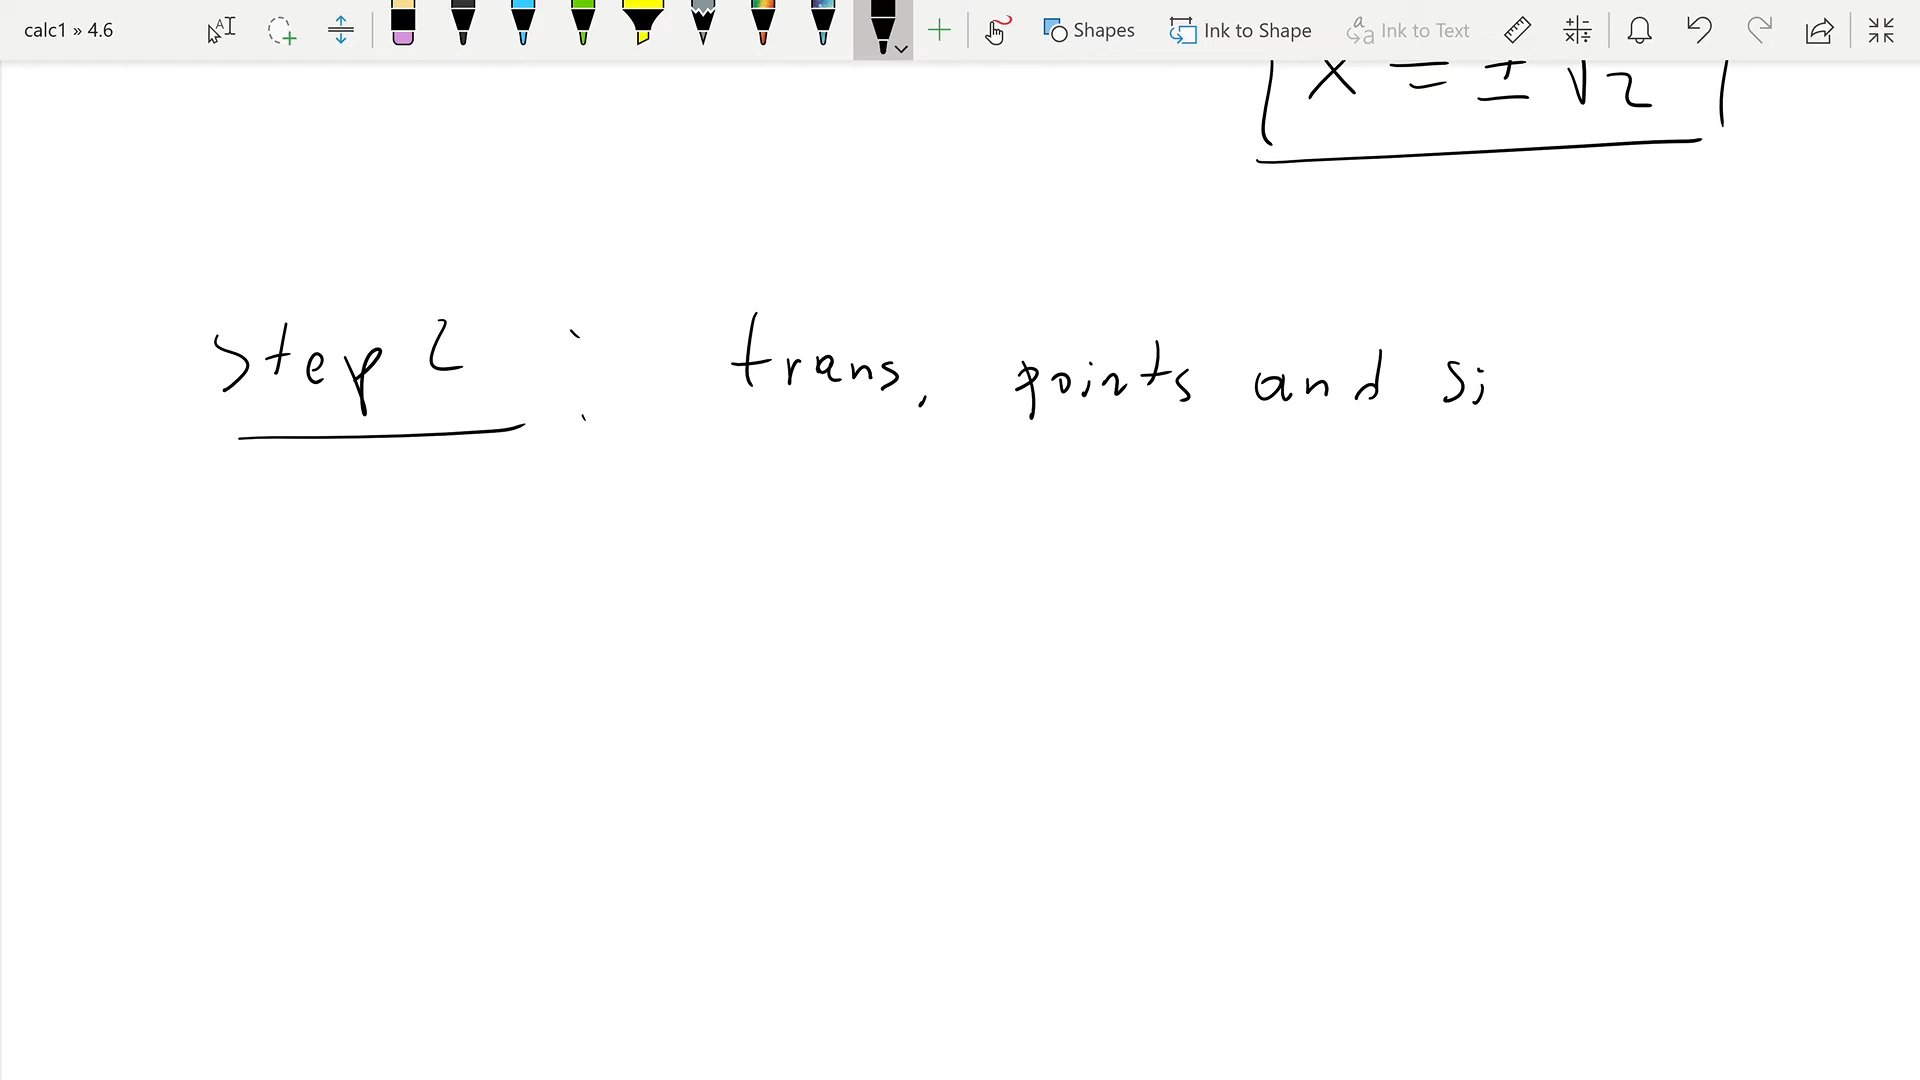 calc1 » 4.6 Shapes Ink to Shape Ink to Text
x = ± √2
Step 2 : trans. points and si